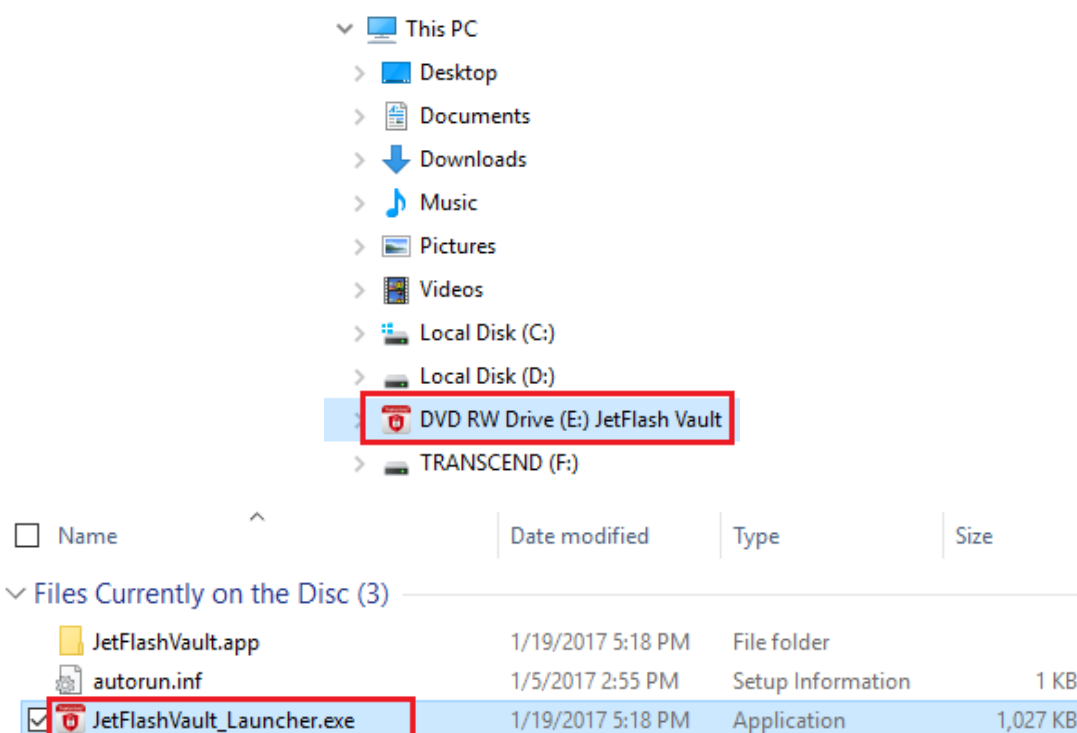 This PC
Desktop
Documents
Downloads
Music
Pictures
Videos
Local Disk (C:)
Local Disk (D:)
DVD RW Drive (E:) JetFlash Vault
TRANSCEND (F:)
Name Date modified Type Size
Files Currently on the Disc (3)
JetFlashVault.app 1/19/2017 5:18 PM File folder
autorun.inf 1/5/2017 2:55 PM Setup Information 1 KB
JetFlashVault_Launcher.exe 1/19/2017 5:18 PM Application 1,027 KB